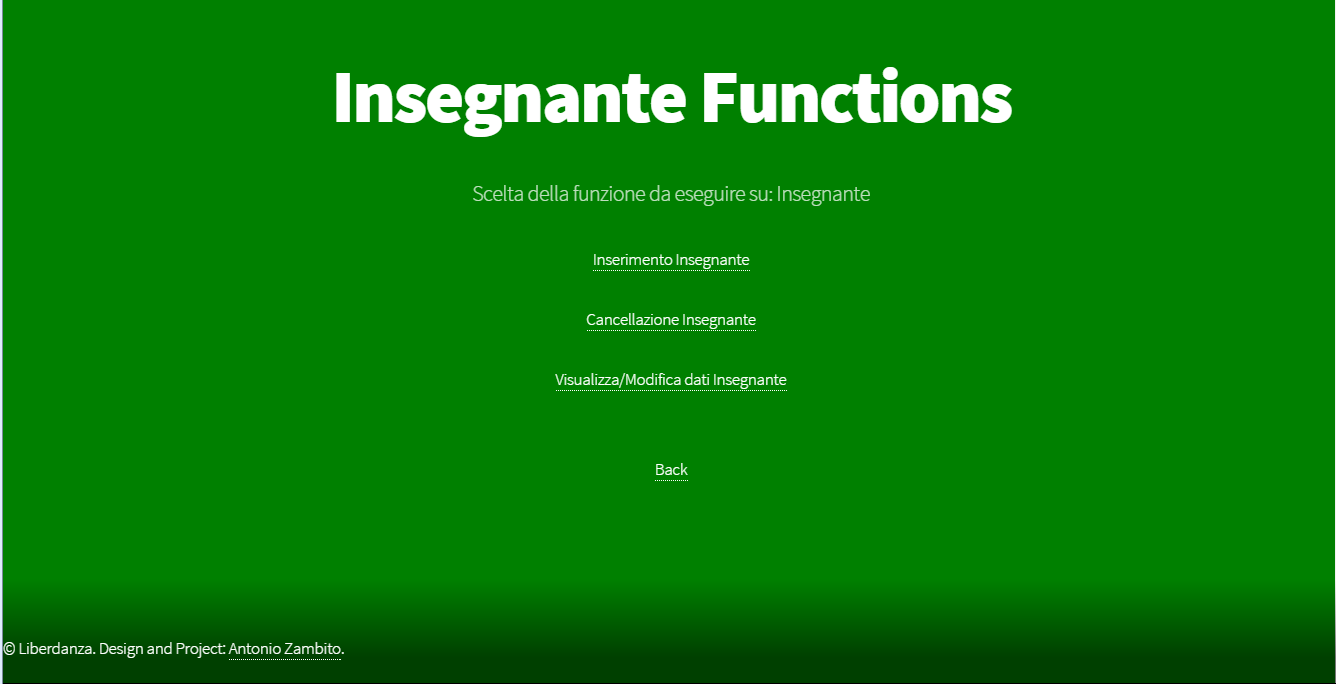 Insegnante Functions
Scelta della funzione da eseguire su: Insegnante
Inserimento Insegnante
Cancellazione Insegnante
Visualizza/Modifica dati Insegnante
Back
© Liberdanza. Design and Project: Antonio Zambito.